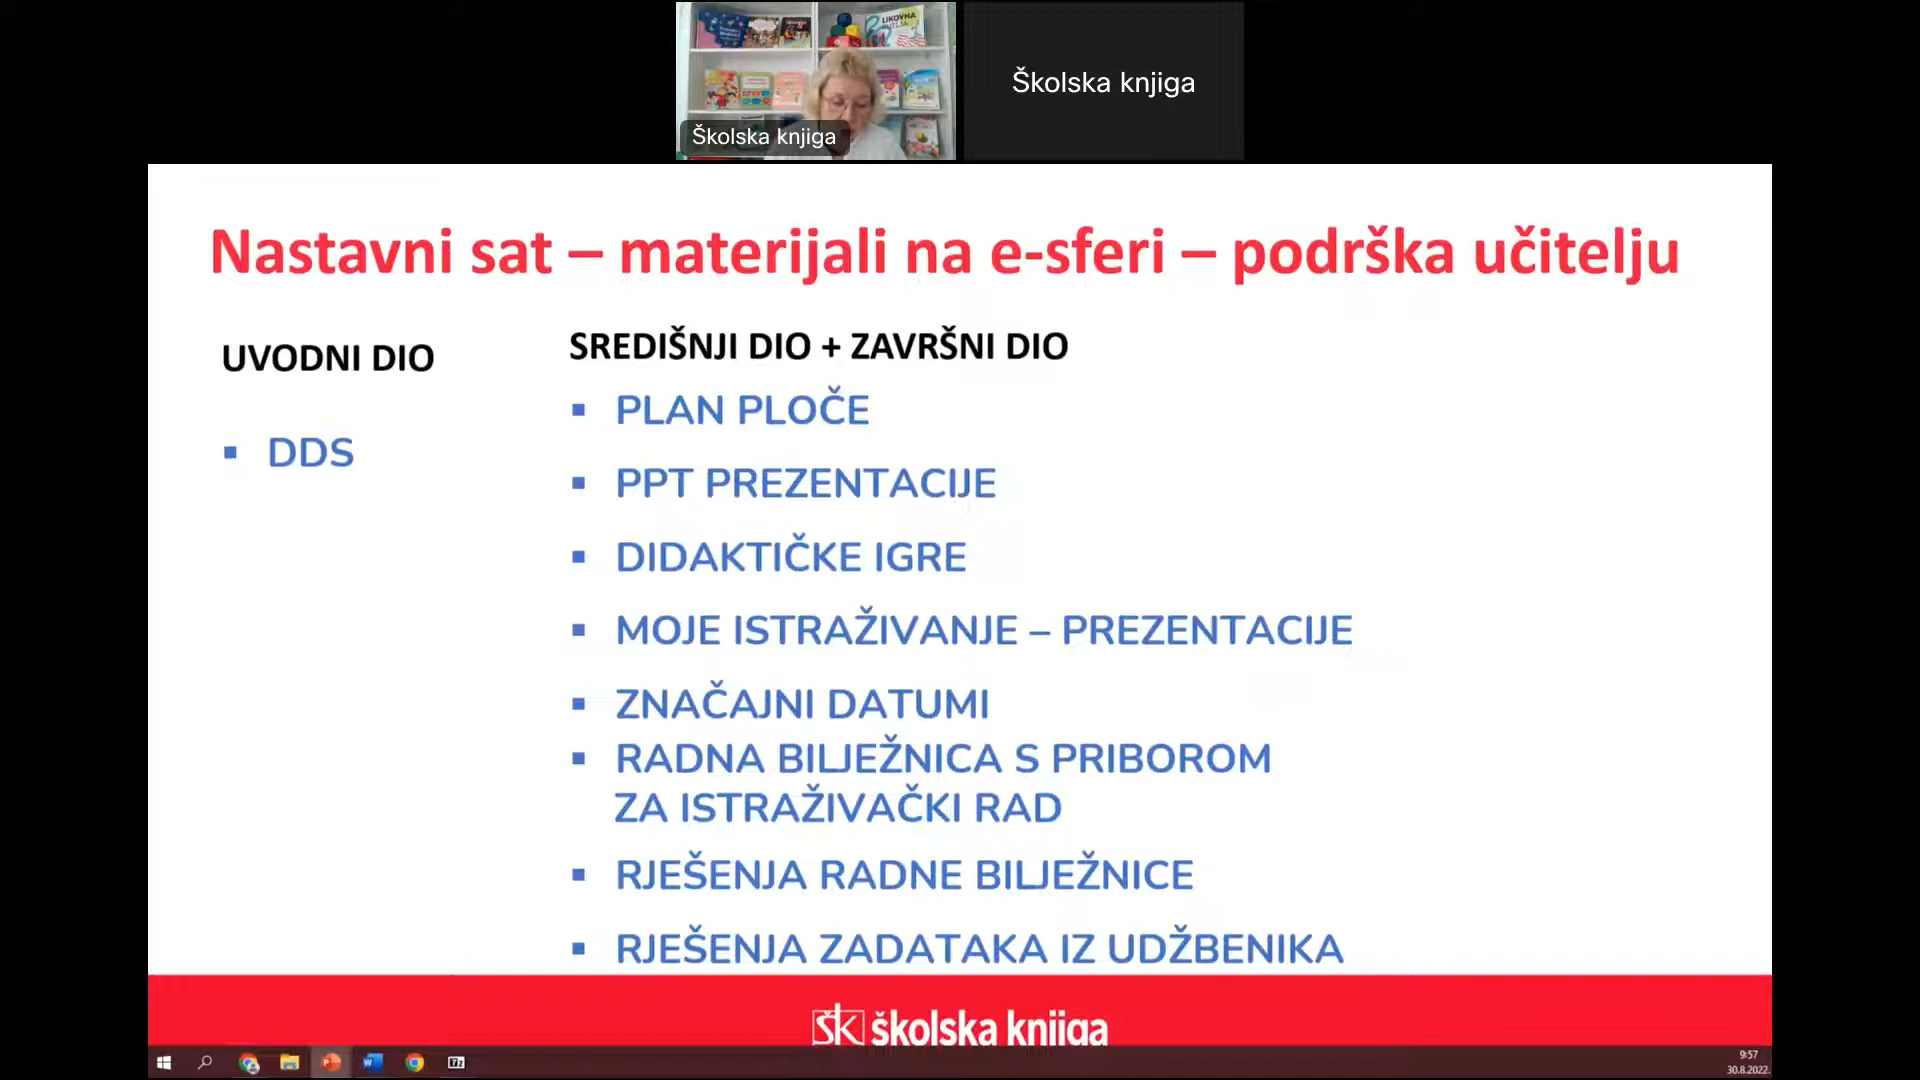 LIKOVNA
Školska knjiga
Školska knjiga
Nastavni sat – materijali na e-sferi – podrška učitelju
UVODNI DIO
▪ DDS
SREDIŠNJI DIO + ZAVRŠNI DIO
▪ PLAN PLOČE
▪ PPT PREZENTACIJE
▪ DIDAKTIČKE IGRE
▪ MOJE ISTRAŽIVANJE – PREZENTACIJE
▪ ZNAČAJNI DATUMI
▪ RADNA BILJEŽNICA S PRIBOROM
ZA ISTRAŽIVAČKI RAD
▪ RJEŠENJA RADNE BILJEŽNICE
▪ RJEŠENJA ZADATAKA IZ UDŽBENIKA
šk školska knjiga
9:57
30.8.2022.